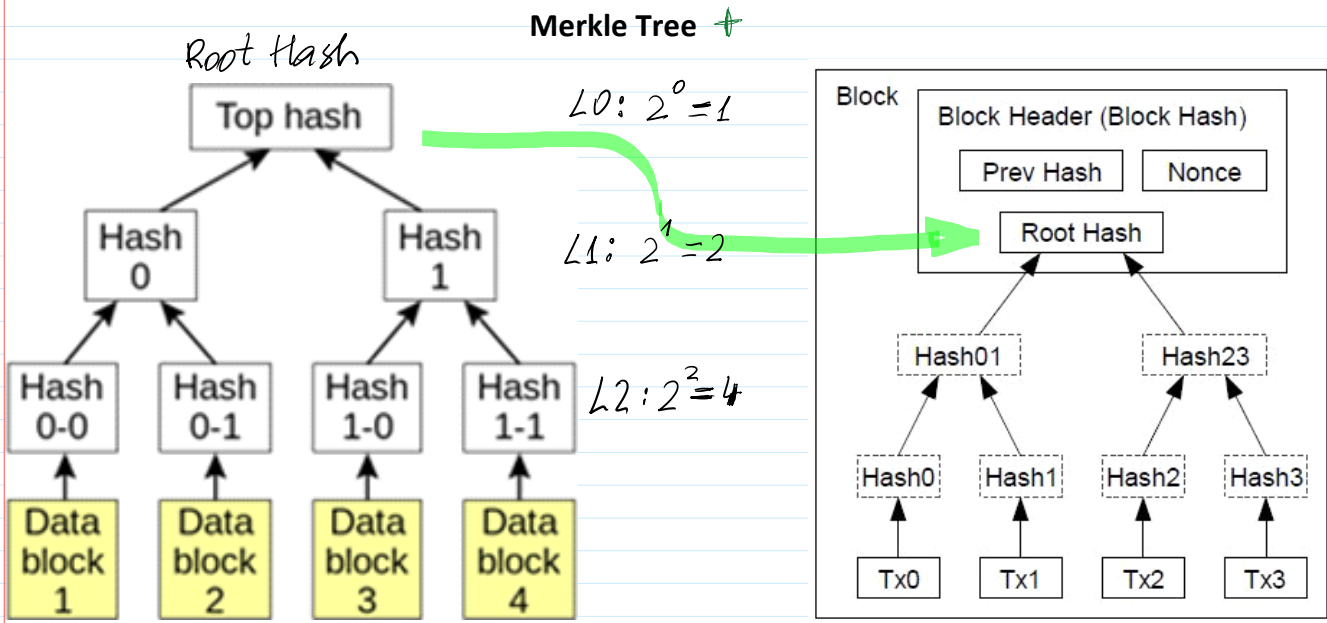 Merkle Tree +
Root Hash
Top hash
Hash
0
Hash
1
Hash
0-0
Hash
0-1
Hash
1-0
Hash
1-1
Data
block
1
Data
block
2
Data
block
3
Data
block
4
L0: 2⁰ = 1
L1: 2¹ = 2
L2: 2² = 4
Block
Block Header (Block Hash)
Prev Hash
Nonce
Root Hash
Hash01
Hash23
Hash0
Hash1
Hash2
Hash3
Tx0
Tx1
Tx2
Tx3